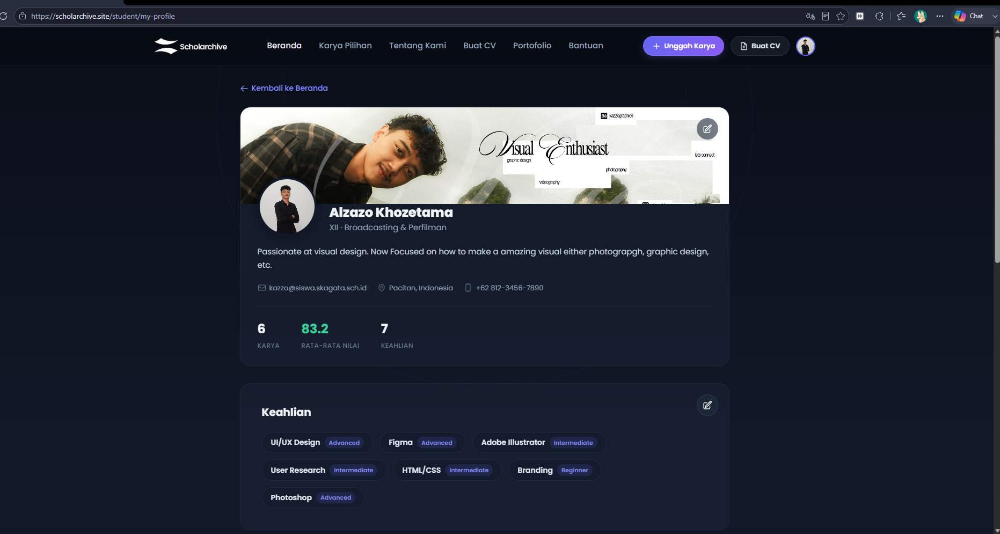 https://scholarchive.site/student/my-profile
Chat
Scholarchive
Beranda
Karya Pilihan
Tentang Kami
Buat CV
Portofolio
Bantuan
+ Unggah Karya
Buat CV
← Kembali ke Beranda
Bē kazzographics
Visual Enthusiast
graphic design
lets connect
photography
videography
Alzazo Khozetama
XII · Broadcasting & Perfilman
Passionate at visual design. Now Focused on how to make a amazing visual either photograpgh, graphic design,
etc.
kazzo@siswa.skagata.sch.id
Pacitan, Indonesia
+62 812-3456-7890
6
KARYA
83.2
RATA-RATA NILAI
7
KEAHLIAN
Keahlian
UI/UX Design Advanced
Figma Advanced
Adobe Illustrator Intermediate
User Research Intermediate
HTML/CSS Intermediate
Branding Beginner
Photoshop Advanced